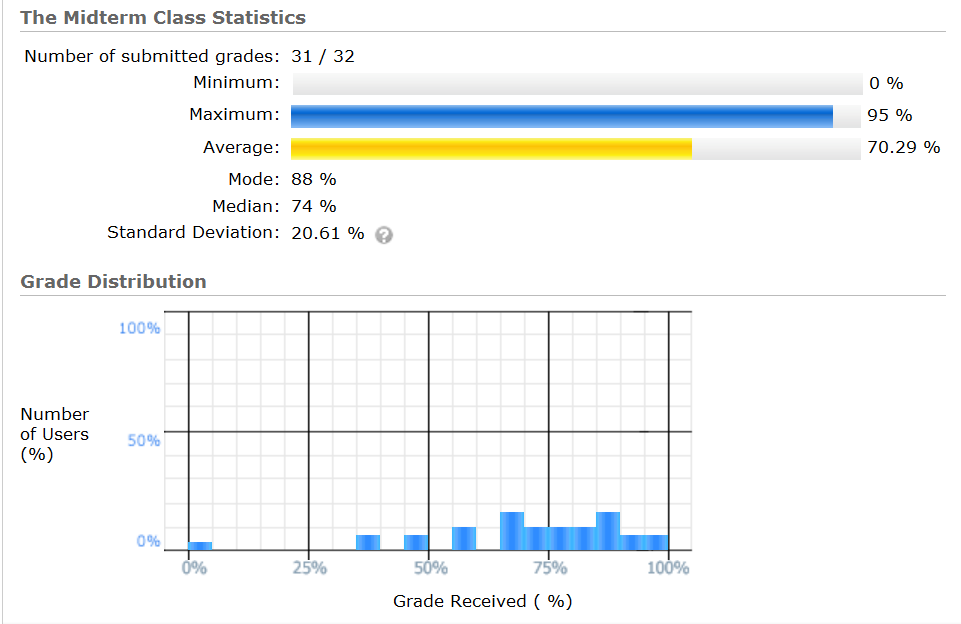 The Midterm Class Statistics
Number of submitted grades: 31 / 32
Minimum: 0 %
Maximum: 95 %
Average: 70.29 %
Mode: 88 %
Median: 74 %
Standard Deviation: 20.61 % ?
Grade Distribution
100%
Number
of Users
(%)
50%
0%
0% 25% 50% 75% 100%
Grade Received ( %)